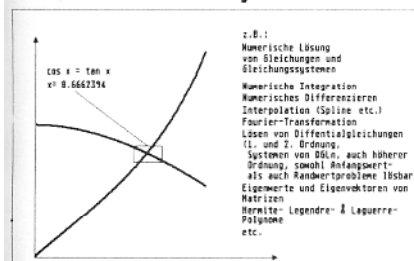 cos x = tan x
x= 0.6662394
z.B.:
Numerische Lösung
von Gleichungen und
Gleichungssystemen
Numerische Integration
Numerisches Differenzieren
Interpolation (Spline etc.)
Fourier-Transformation
Lösen von Diffentialgleichungen
(1. und 2. Ordnung,
Systemen von DGLn, auch höherer
Ordnung, sowohl Anfangswert-
als auch Randwertprobleme lösbar
Eigenwerte und Eigenvektoren von
Matrizen
Hermite- Legendre- & Laguerre-
Polynome
etc.